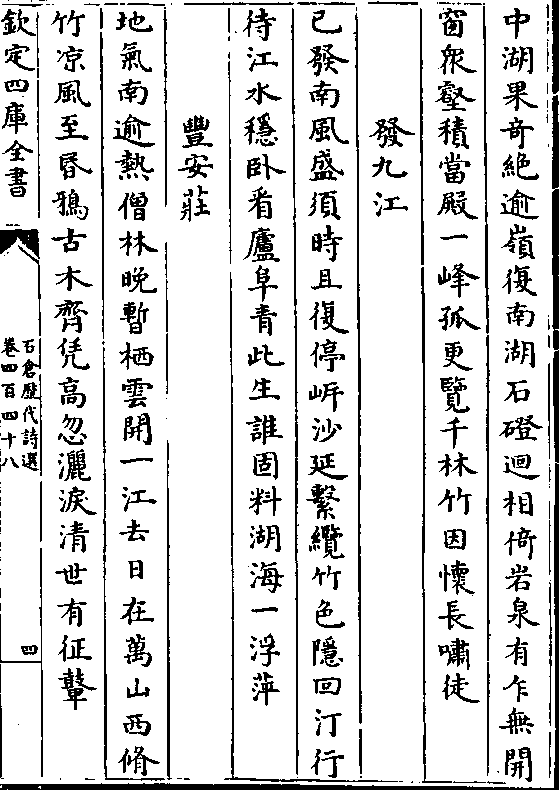 中湖果奇絶逾嶺復南湖石磴迴相倚岩泉有乍無開
窗衆壑積當殿一峰孤更覽千林竹因懷長嘯徒
發九江
已發南風盛須時且復停岍沙延繫纜竹色隱回汀行
待江水穩卧看廬阜青此生誰固料湖海一浮萍
豐安莊
地氣南逾熱僧林晚暫栖雲開一江去日在萬山西脩
竹凉風至昏鴉古木齊凭高忽灑淚清世有征鼙
欽定四庫全書
石倉歷代詩選
卷四百四十八
四